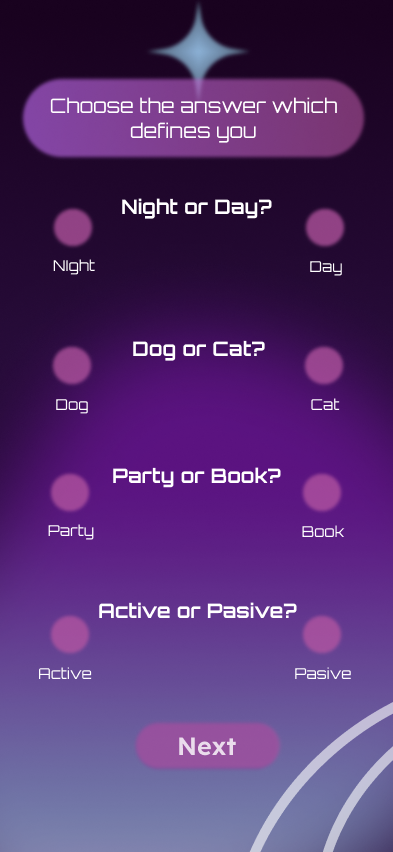 Choose the answer which
defines you
Night or Day?
NIght
Day
Dog or Cat?
Dog
Cat
Party or Book?
Party
Book
Active or Pasive?
Active
Pasive
Next